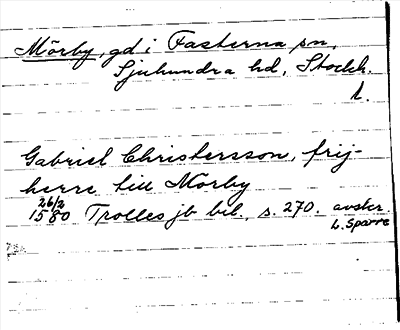 Mörby, gd i Fasterna sn,
Sjuhundra hd, Stockh.
l.
Gabriel Christersson, frij-
herre till Morby
26/2
1580 Trolles jb bil. s. 270. avskr.
L. Sparre